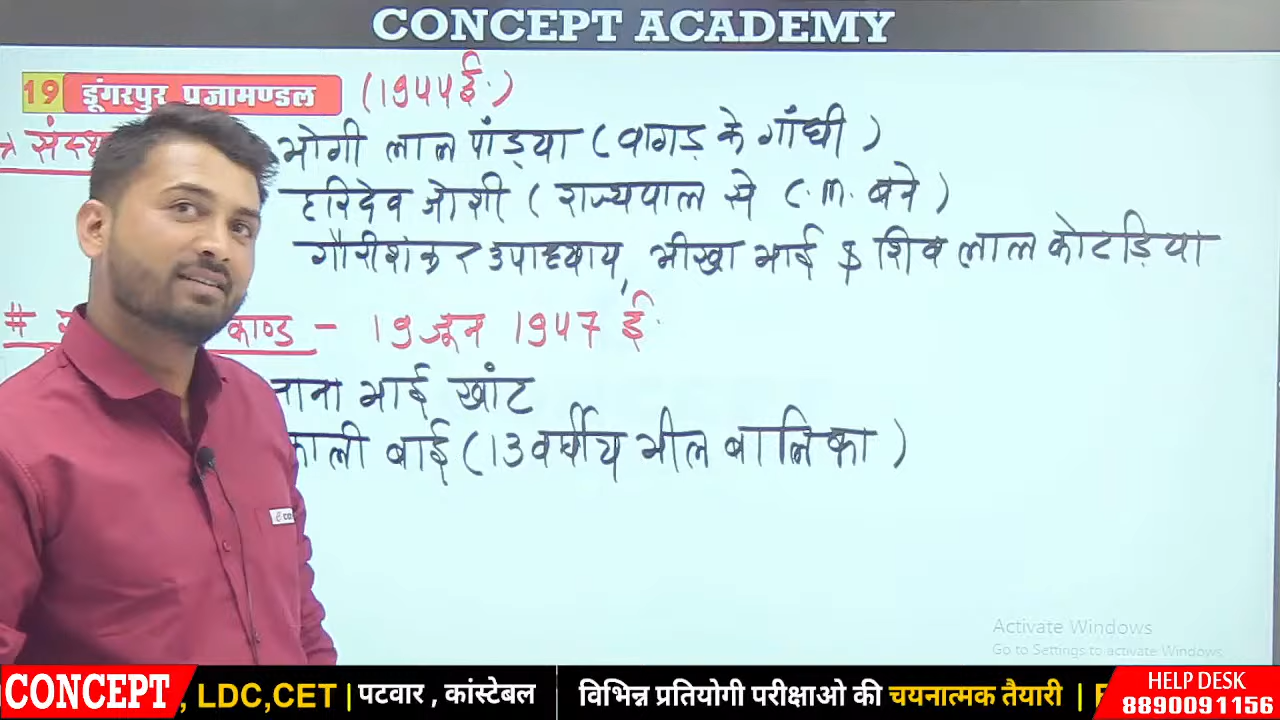 CONCEPT ACADEMY
19 डूंगरपुर प्रजामण्डल (1944ई.)
→ भोगी लाल पांड्या (वागड़ के गाँधी)
हरिदेव जोशी (राज्यपाल से C.M. बने)
गौरीशंकर उपाध्याय, भीखा भाई & शिव लाल कोटड़िया
# काण्ड - 19 जून 1947 ई.
नाना भाई खांट
काली बाई (13 वर्षीय भील बालिका)
Activate Windows
Go to Settings to activate Windows.
CONCEPT , LDC,CET | पटवार , कांस्टेबल विभिन्न प्रतियोगी परीक्षाओ की चयनात्मक तैयारी | HELP DESK
8890091156